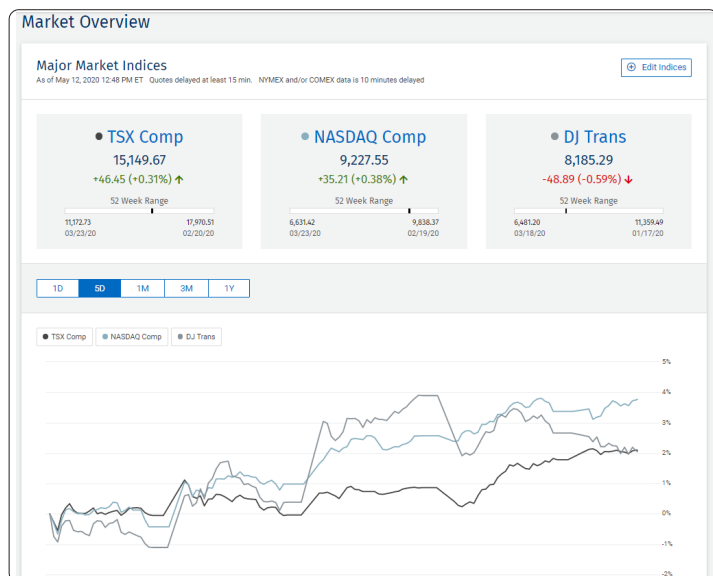 Market Overview
Major Market Indices
As of May 12, 2020 12:48 PM ET Quotes delayed at least 15 min. NYMEX and/or COMEX data is 10 minutes delayed
Edit Indices
TSX Comp
15,149.67
+46.45 (+0.31%) ↑
52 Week Range
11,172.73 17,970.51
03/23/20 02/20/20
NASDAQ Comp
9,227.55
+35.21 (+0.38%) ↑
52 Week Range
6,631.42 9,838.37
03/23/20 02/19/20
DJ Trans
8,185.29
-48.89 (-0.59%) ↓
52 Week Range
6,481.20 11,359.49
03/18/20 01/17/20
1D 5D 1M 3M 1Y
TSX Comp NASDAQ Comp DJ Trans
5%
4%
3%
2%
1%
0%
-1%
-2%